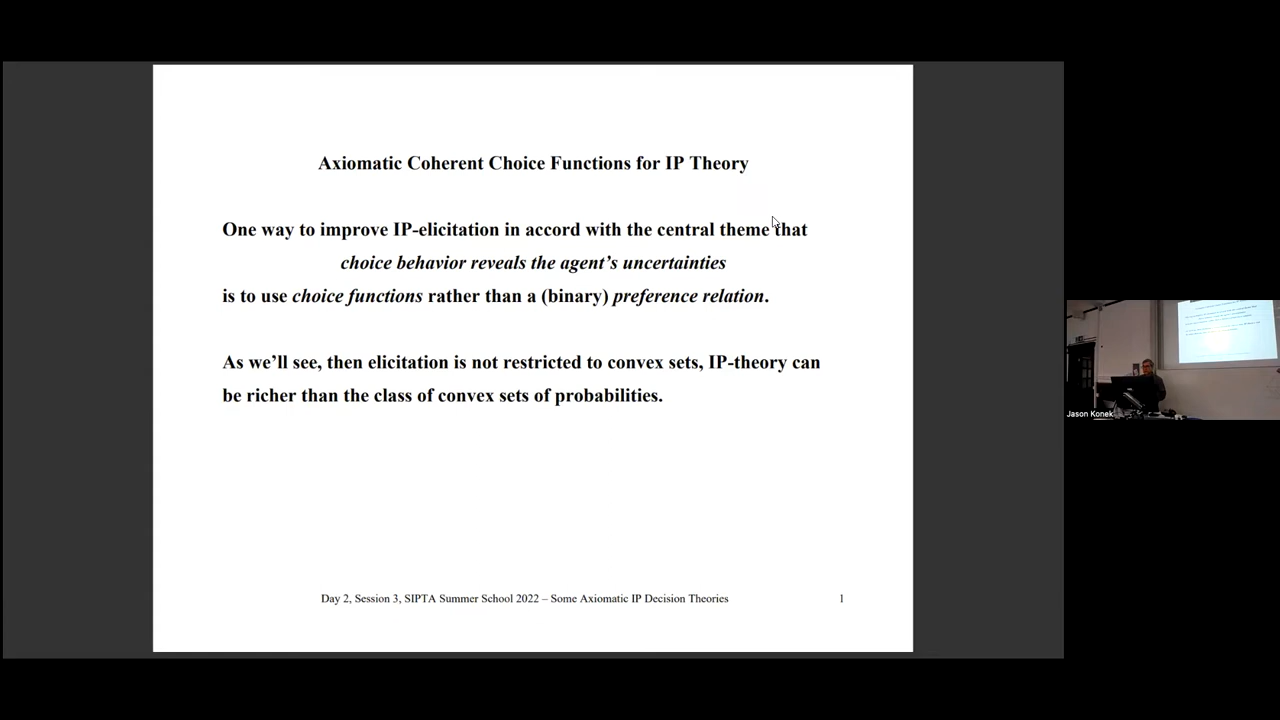 Axiomatic Coherent Choice Functions for IP Theory
One way to improve IP-elicitation in accord with the central theme that
choice behavior reveals the agent’s uncertainties
is to use choice functions rather than a (binary) preference relation.
As we’ll see, then elicitation is not restricted to convex sets, IP-theory can
be richer than the class of convex sets of probabilities.
Day 2, Session 3, SIPTA Summer School 2022 – Some Axiomatic IP Decision Theories
1
Jason Konek